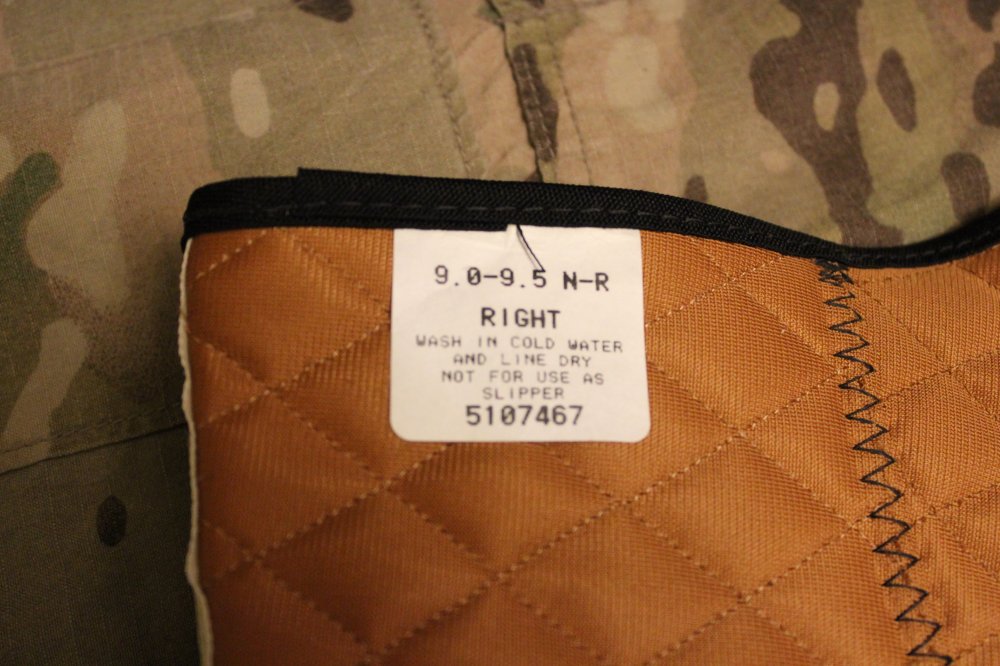 9.0-9.5 N-R
RIGHT
WASH IN COLD WATER
AND LINE DRY
NOT FOR USE AS
SLIPPER
5107467